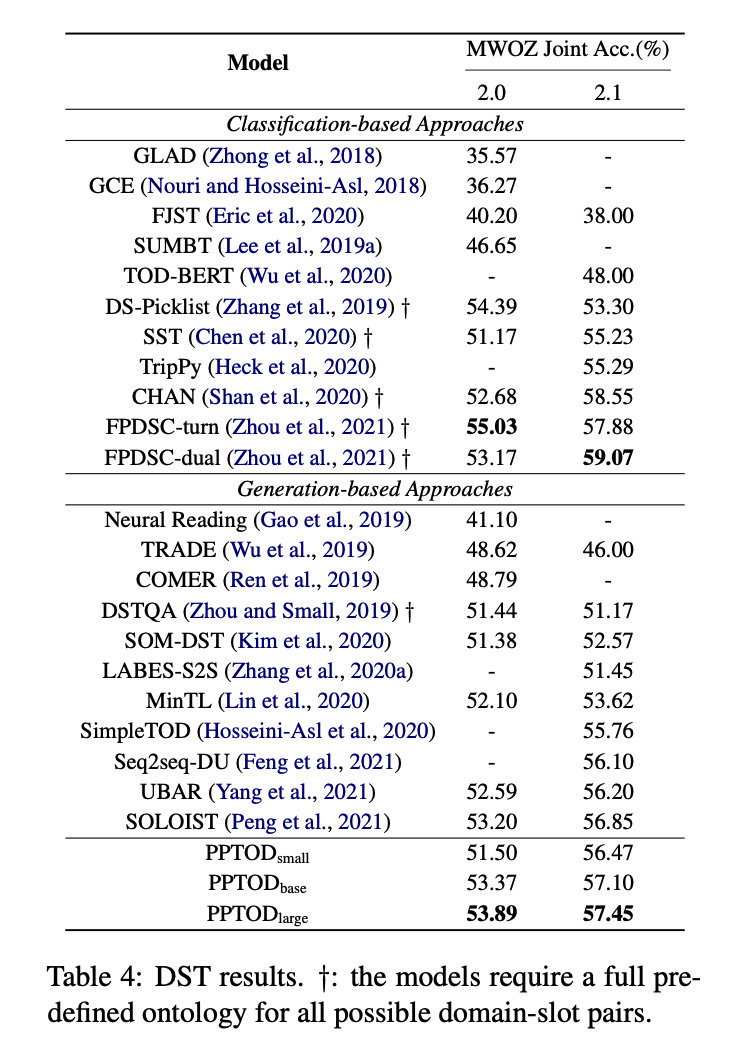 Model MWOZ Joint Acc.(%)
2.0 2.1
Classification-based Approaches
GLAD (Zhong et al., 2018) 35.57 -
GCE (Nouri and Hosseini-Asl, 2018) 36.27 -
FJST (Eric et al., 2020) 40.20 38.00
SUMBT (Lee et al., 2019a) 46.65 -
TOD-BERT (Wu et al., 2020) - 48.00
DS-Picklist (Zhang et al., 2019) † 54.39 53.30
SST (Chen et al., 2020) † 51.17 55.23
TripPy (Heck et al., 2020) - 55.29
CHAN (Shan et al., 2020) † 52.68 58.55
FPDSC-turn (Zhou et al., 2021) † 55.03 57.88
FPDSC-dual (Zhou et al., 2021) † 53.17 59.07
Generation-based Approaches
Neural Reading (Gao et al., 2019) 41.10 -
TRADE (Wu et al., 2019) 48.62 46.00
COMER (Ren et al., 2019) 48.79 -
DSTQA (Zhou and Small, 2019) † 51.44 51.17
SOM-DST (Kim et al., 2020) 51.38 52.57
LABES-S2S (Zhang et al., 2020a) - 51.45
MinTL (Lin et al., 2020) 52.10 53.62
SimpleTOD (Hosseini-Asl et al., 2020) - 55.76
Seq2seq-DU (Feng et al., 2021) - 56.10
UBAR (Yang et al., 2021) 52.59 56.20
SOLOIST (Peng et al., 2021) 53.20 56.85
PPTODsmall 51.50 56.47
PPTODbase 53.37 57.10
PPTODlarge 53.89 57.45
Table 4: DST results. †: the models require a full pre-
defined ontology for all possible domain-slot pairs.